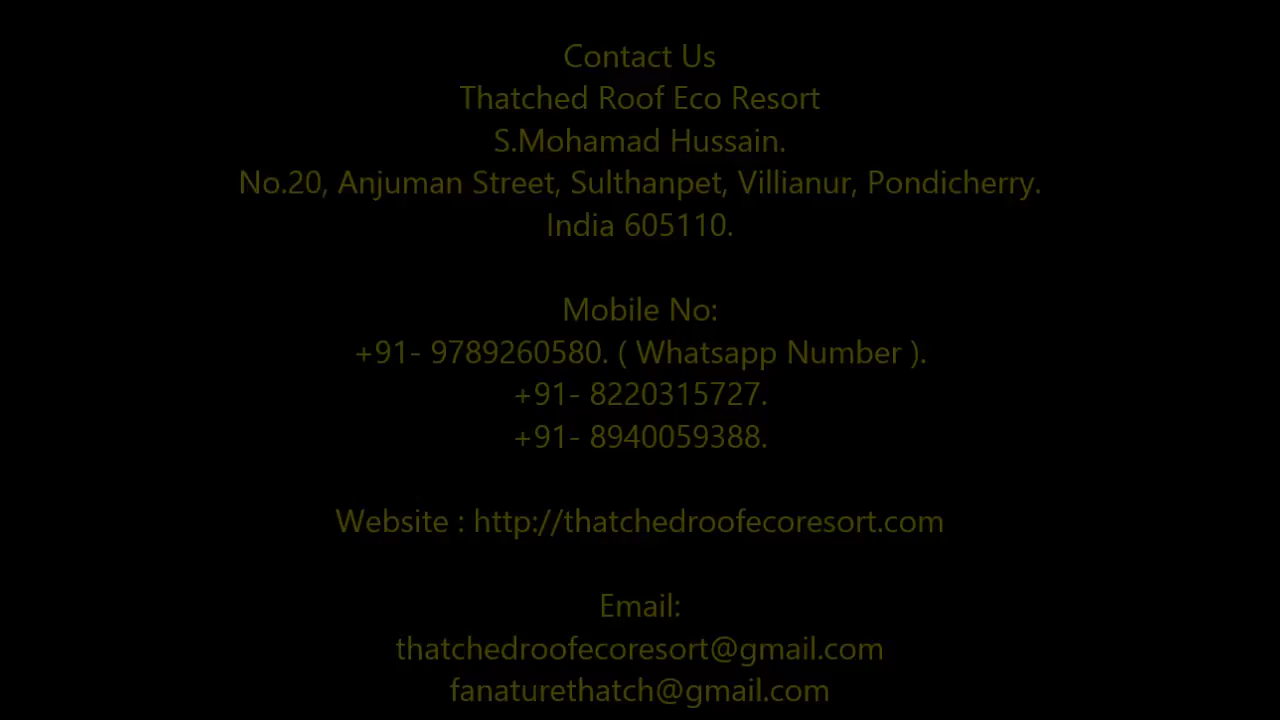 Contact Us
Thatched Roof Eco Resort
S.Mohamad Hussain.
No.20, Anjuman Street, Sulthanpet, Villianur, Pondicherry.
India 605110.
Mobile No:
+91- 9789260580. ( Whatsapp Number ).
+91- 8220315727.
+91- 8940059388.
Website : http://thatchedroofecoresort.com
Email:
thatchedroofecoresort@gmail.com
fanaturethatch@gmail.com